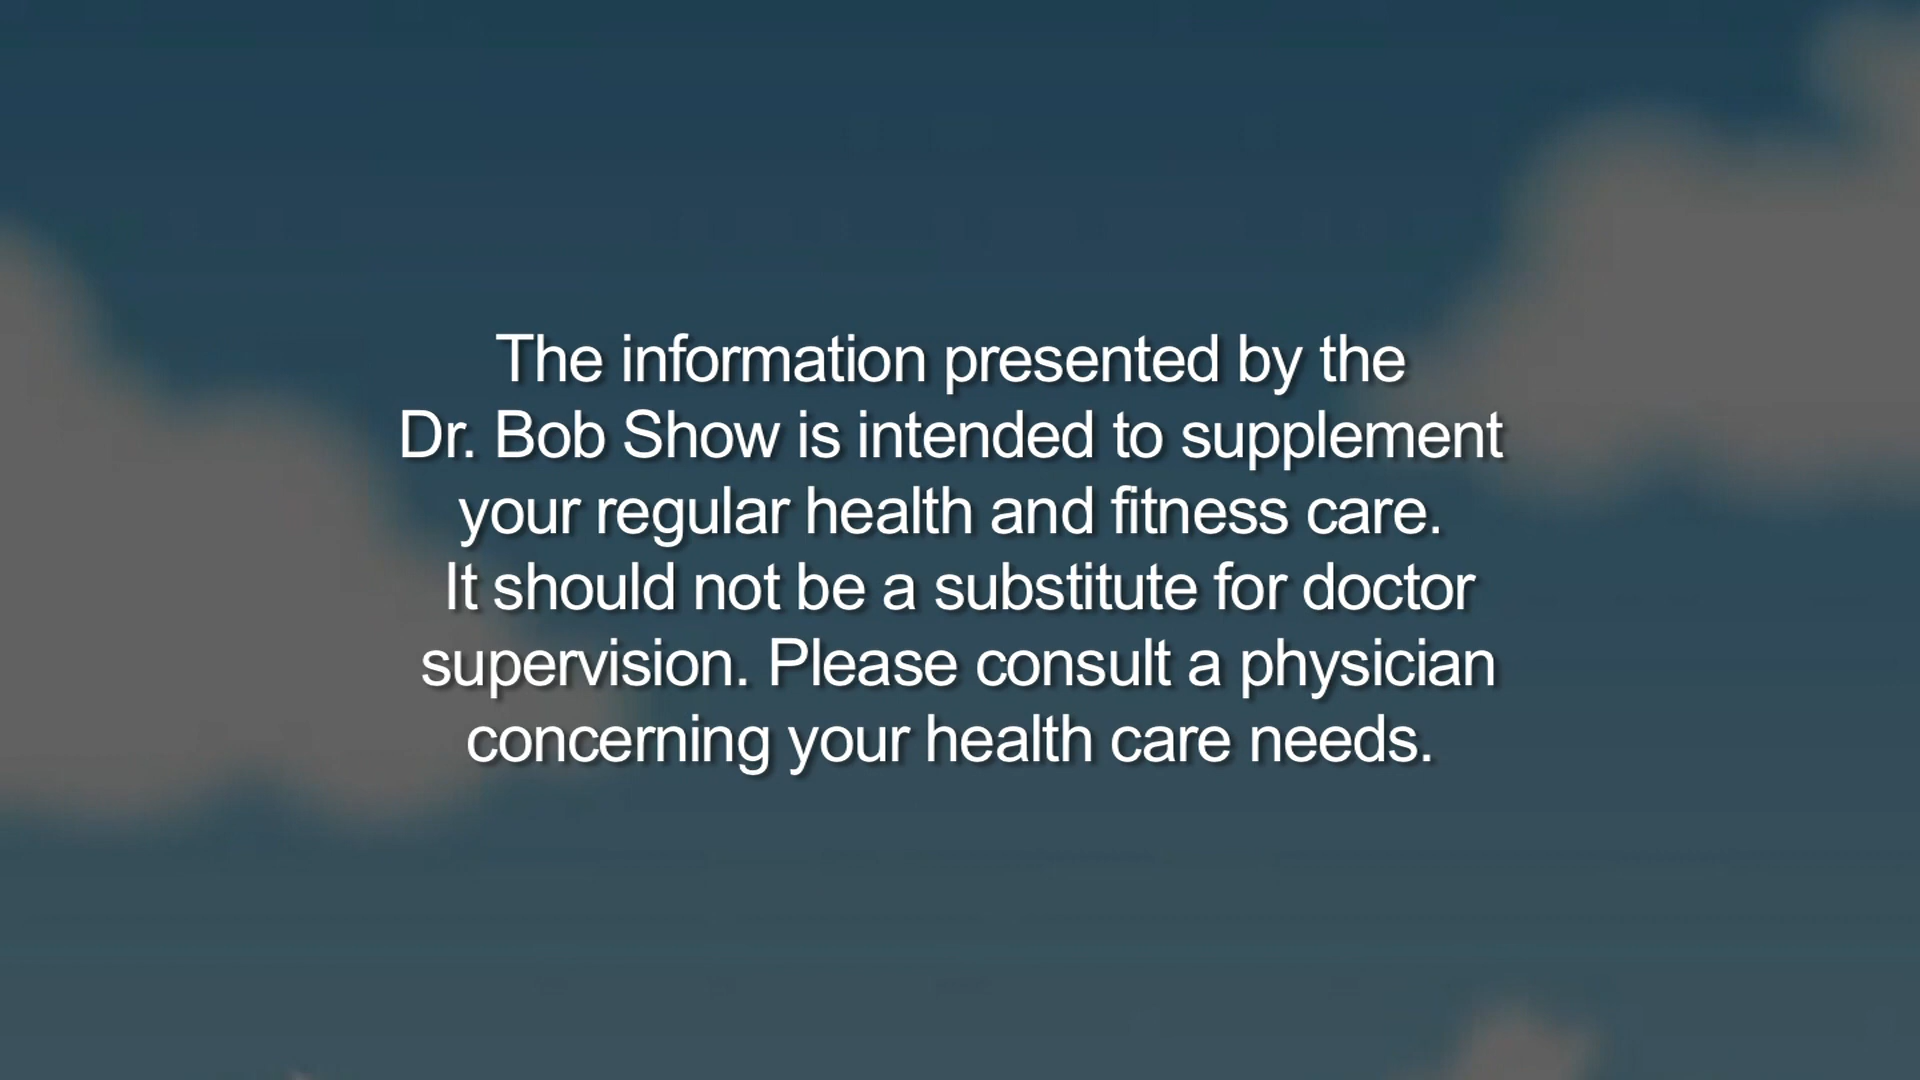 The information presented by the
Dr. Bob Show is intended to supplement
your regular health and fitness care.
It should not be a substitute for doctor
supervision. Please consult a physician
concerning your health care needs.